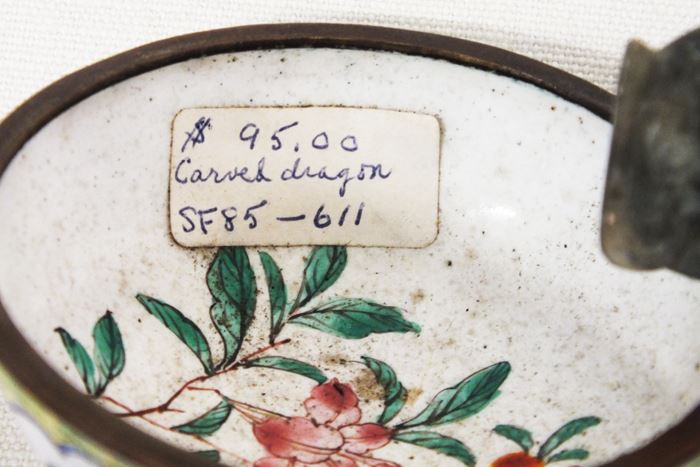 $ 95.00
Carved dragon
SF85-611